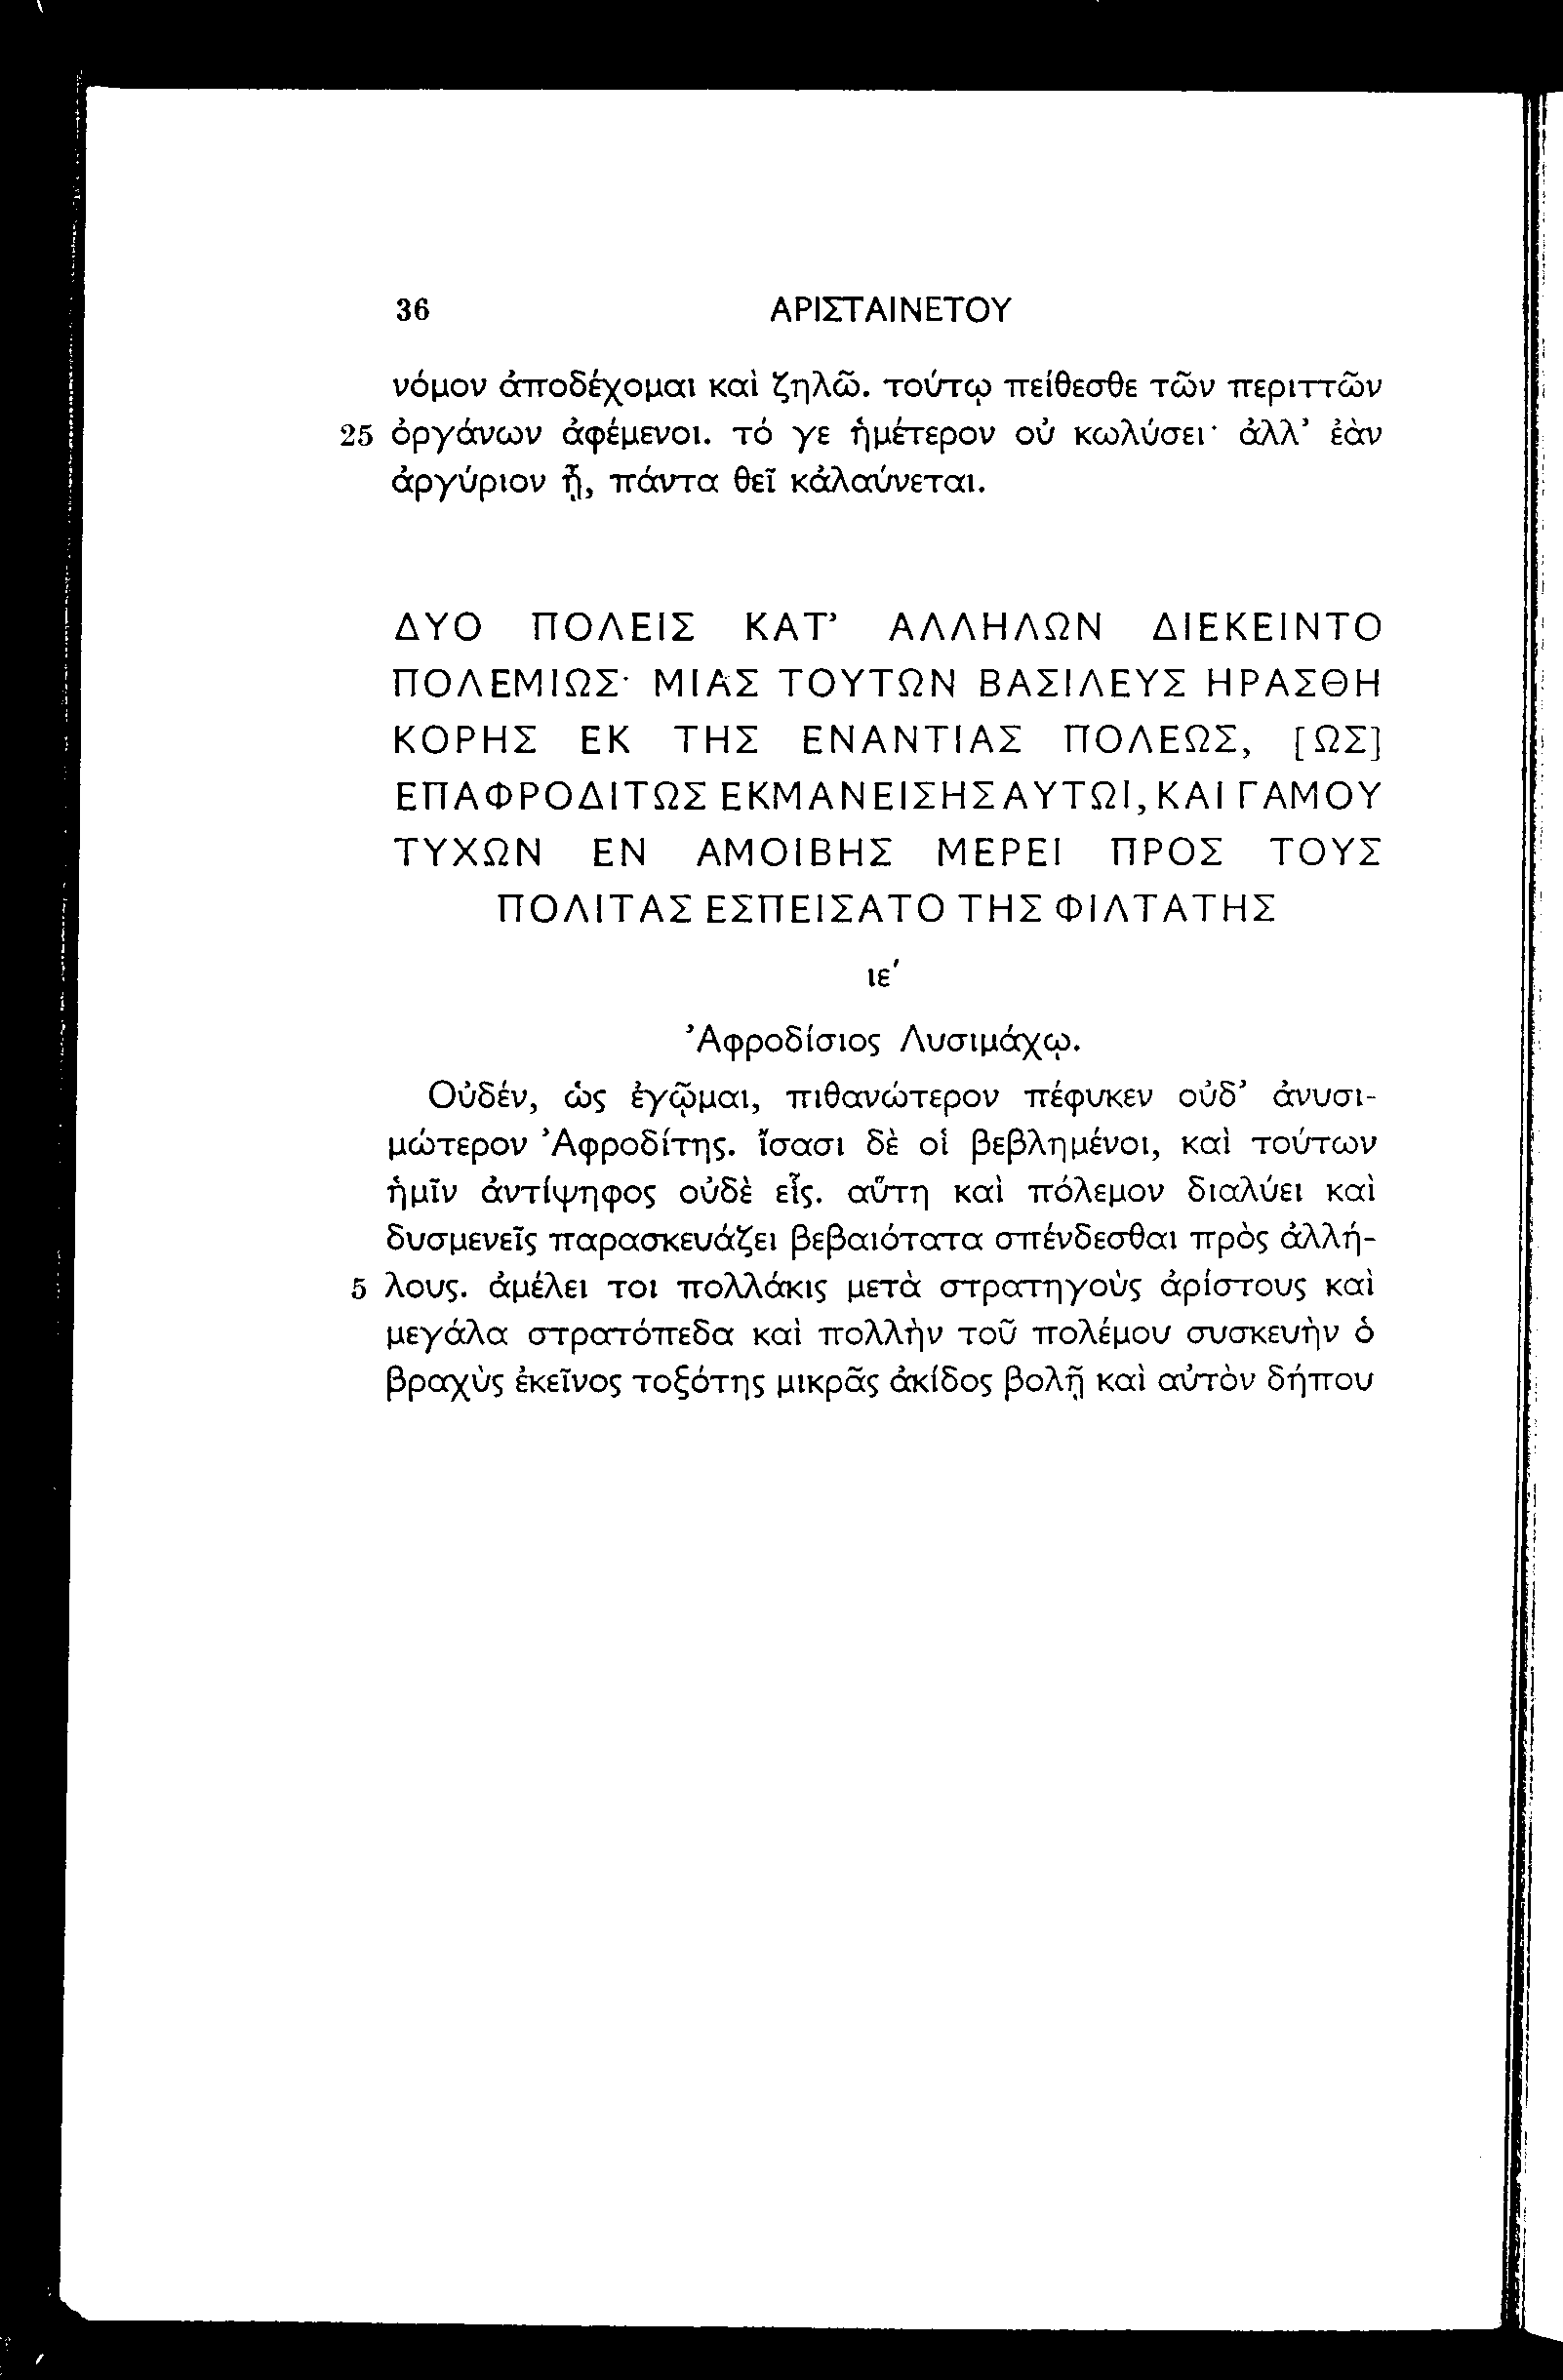 36 ΑΡΙΣΤΑΙΝΕΤΟΥ
νόμον ἀποδέχομαι καὶ ζηλῶ. τούτῳ πείθεσθε τῶν περιττῶν
25 ὀργάνων ἀφέμενοι. τό γε ἡμέτερον οὐ κωλύσει· ἀλλ’ ἐὰν
ἀργύριον ᾖ, πάντα θεῖ κἀλαύνεται.
ΔΥΟ ΠΟΛΕΙΣ ΚΑΤ’ ΑΛΛΗΛΩΝ ΔΙΕΚΕΙΝΤΟ
ΠΟΛΕΜΙΩΣ· ΜΙΑΣ ΤΟΥΤΩΝ ΒΑΣΙΛΕΥΣ ΗΡΑΣΘΗ
ΚΟΡΗΣ ΕΚ ΤΗΣ ΕΝΑΝΤΙΑΣ ΠΟΛΕΩΣ, [ΩΣ]
ΕΠΑΦΡΟΔΙΤΩΣ ΕΚΜΑΝΕΙΣΗΣ ΑΥΤΩΙ, ΚΑΙ ΓΑΜΟΥ
ΤΥΧΩΝ ΕΝ ΑΜΟΙΒΗΣ ΜΕΡΕΙ ΠΡΟΣ ΤΟΥΣ
ΠΟΛΙΤΑΣ ΕΣΠΕΙΣΑΤΟ ΤΗΣ ΦΙΛΤΑΤΗΣ
ιε′
Ἀφροδίσιος Λυσιμάχῳ.
Οὐδέν, ὡς ἐγᾦμαι, πιθανώτερον πέφυκεν οὐδ’ ἀνυσι-
μώτερον Ἀφροδίτης. ἴσασι δὲ οἱ βεβλημένοι, καὶ τούτων
ἡμῖν ἀντίψηφος οὐδὲ εἷς. αὕτη καὶ πόλεμον διαλύει καὶ
δυσμενεῖς παρασκευάζει βεβαιότατα σπένδεσθαι πρὸς ἀλλή-
5 λους. ἀμέλει τοι πολλάκις μετὰ στρατηγοὺς ἀρίστους καὶ
μεγάλα στρατόπεδα καὶ πολλὴν τοῦ πολέμου συσκευὴν ὁ
βραχὺς ἐκεῖνος τοξότης μικρᾶς ἀκίδος βολῇ καὶ αὐτὸν δήπου